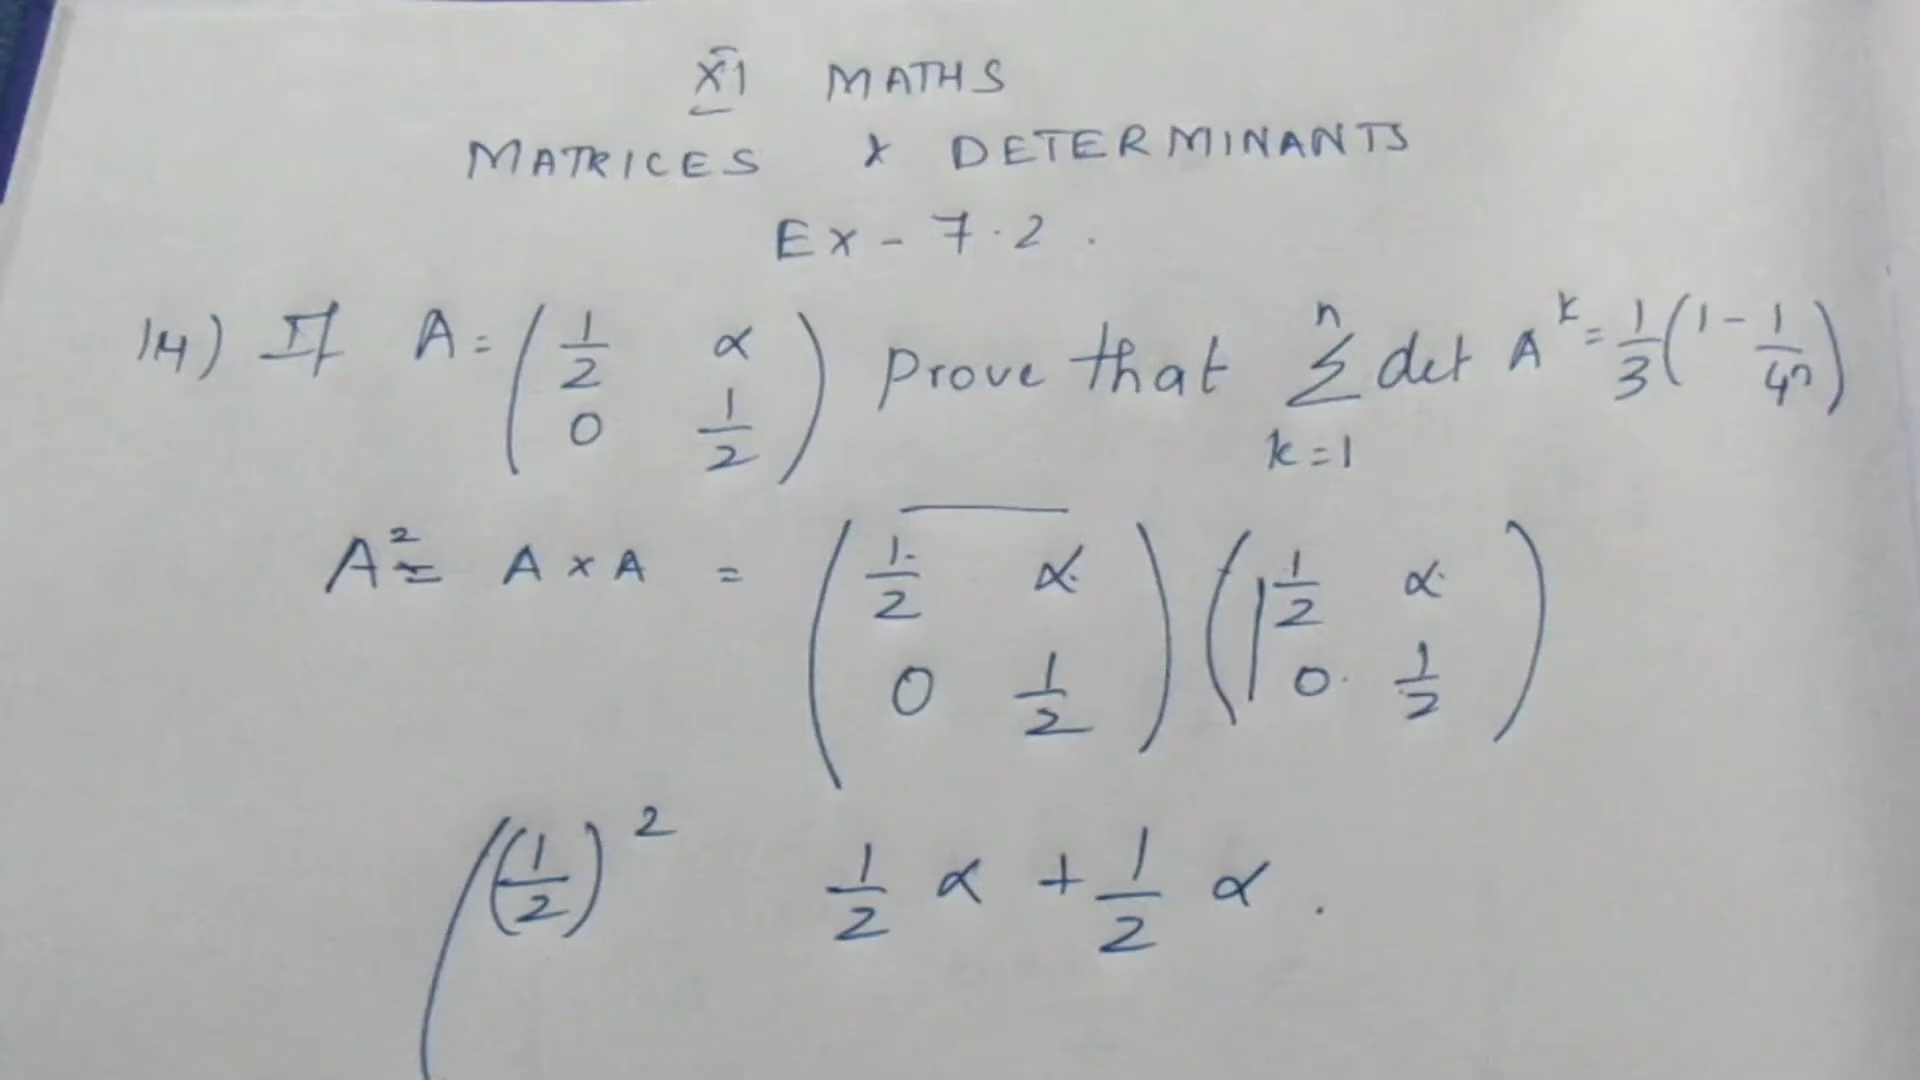 XI MATHS
MATRICES & DETERMINANTS
Ex - 7.2.
14) If A = ( 1/2 α ; 0 1/2 ) prove that n Σ k=1 det A^k = 1/3 (1 - 1/4^n)
A² = A × A = ( 1/2 α ; 0 1/2 ) ( 1/2 α ; 0 1/2 )
( (1/2)² 1/2 α + 1/2 α .